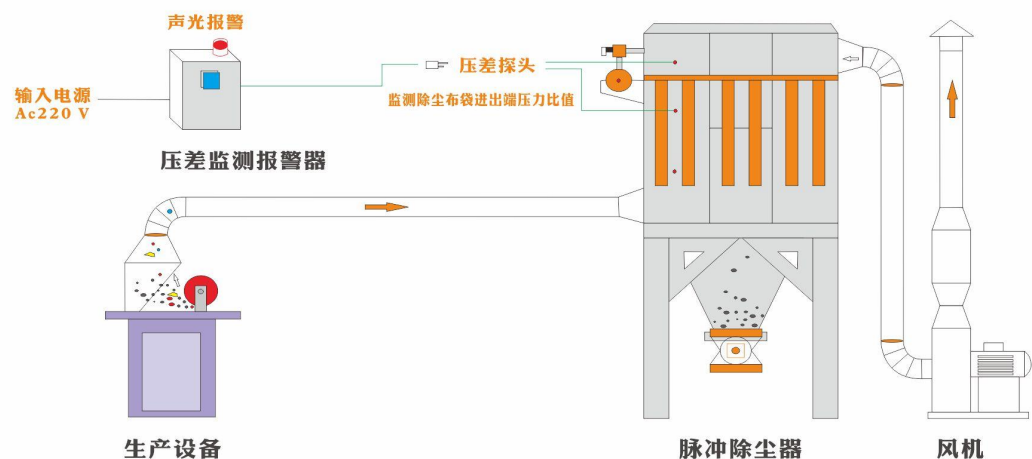 声光报警
输入电源
Ac220 V
压差探头
监测除尘布袋进出端压力比值
压差监测报警器
生产设备
脉冲除尘器
风机